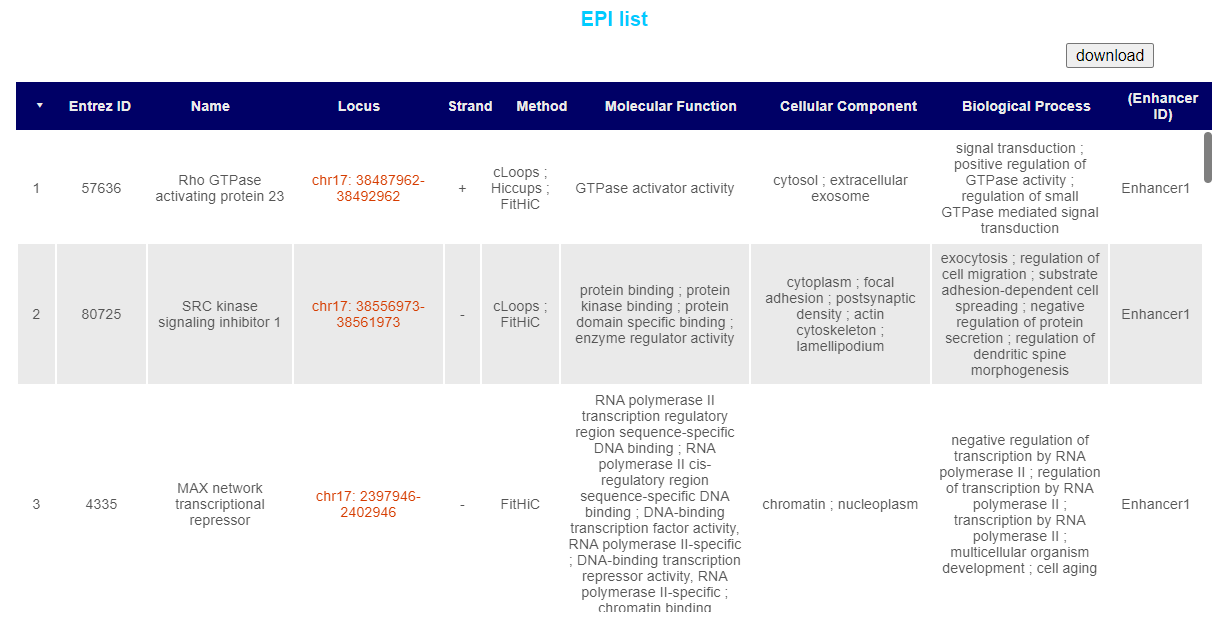 EPI list
download
▼ Entrez ID Name Locus Strand Method Molecular Function Cellular Component Biological Process (Enhancer
ID)
1
57636
Rho GTPase
activating protein 23
chr17: 38487962-
38492962
+
cLoops ;
Hiccups ;
FitHiC
GTPase activator activity
cytosol ; extracellular
exosome
signal transduction ;
positive regulation of
GTPase activity ;
regulation of small
GTPase mediated signal
transduction
Enhancer1
2
80725
SRC kinase
signaling inhibitor 1
chr17: 38556973-
38561973
-
cLoops ;
FitHiC
protein binding ; protein
kinase binding ; protein
domain specific binding ;
enzyme regulator activity
cytoplasm ; focal
adhesion ; postsynaptic
density ; actin
cytoskeleton ;
lamellipodium
exocytosis ; regulation of
cell migration ; substrate
adhesion-dependent cell
spreading ; negative
regulation of protein
secretion ; regulation of
dendritic spine
morphogenesis
Enhancer1
3
4335
MAX network
transcriptional
repressor
chr17: 2397946-
2402946
-
FitHiC
RNA polymerase II
transcription regulatory
region sequence-specific
DNA binding ; RNA
polymerase II cis-
regulatory region
sequence-specific DNA
binding ; DNA-binding
transcription factor activity,
RNA polymerase II-specific
; DNA-binding transcription
repressor activity, RNA
polymerase II-specific ;
chromatin binding
chromatin ; nucleoplasm
negative regulation of
transcription by RNA
polymerase II ; regulation
of transcription by RNA
polymerase II ;
transcription by RNA
polymerase II ;
multicellular organism
development ; cell aging
Enhancer1